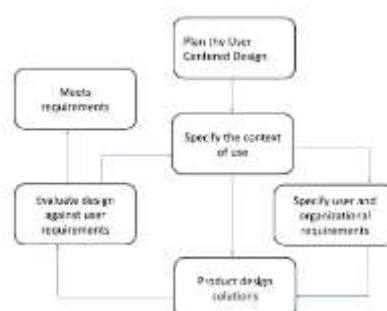 Plan the User
Centered Design
Meets
requirements
Specify the context
of use
Evaluate design
against user
requirements
Specify user and
organizational
requirements
Product design
solutions